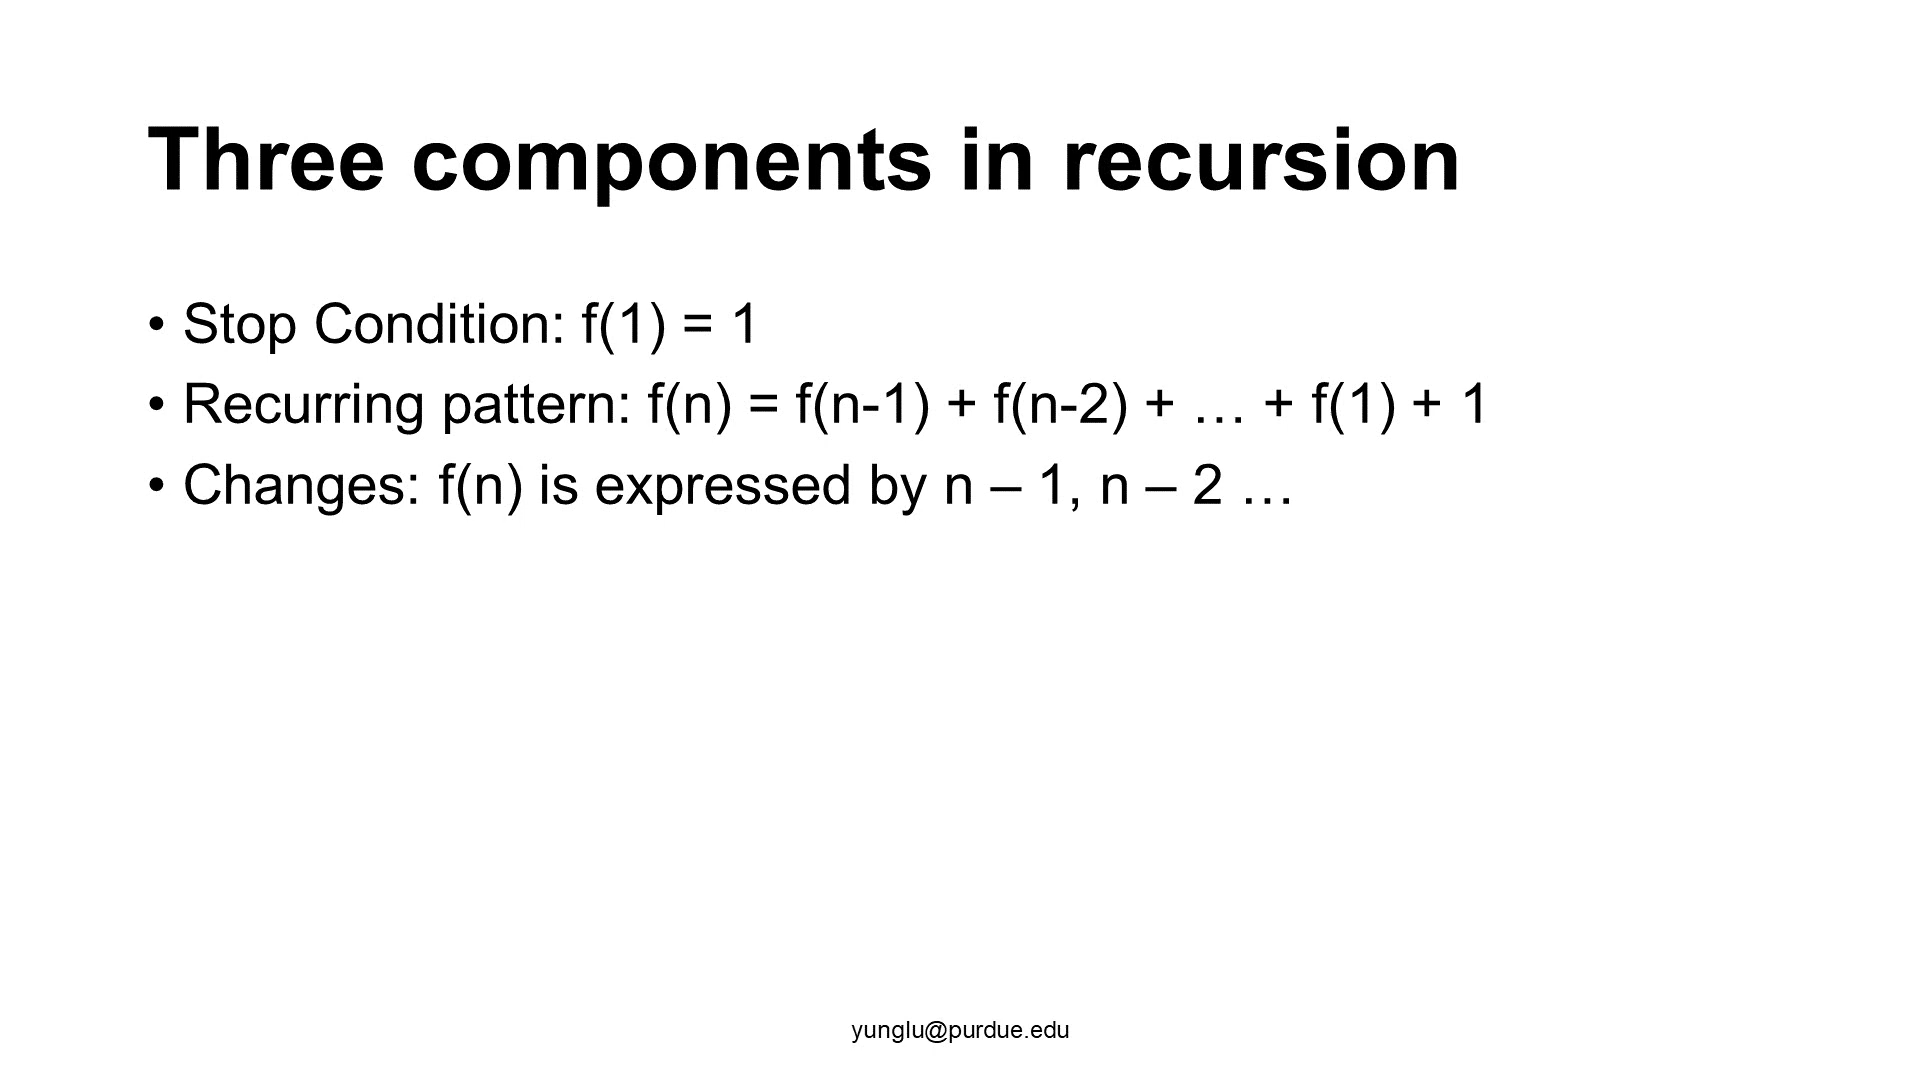 Three components in recursion
• Stop Condition: f(1) = 1
• Recurring pattern: f(n) = f(n-1) + f(n-2) + … + f(1) + 1
• Changes: f(n) is expressed by n – 1, n – 2 …
yunglu@purdue.edu